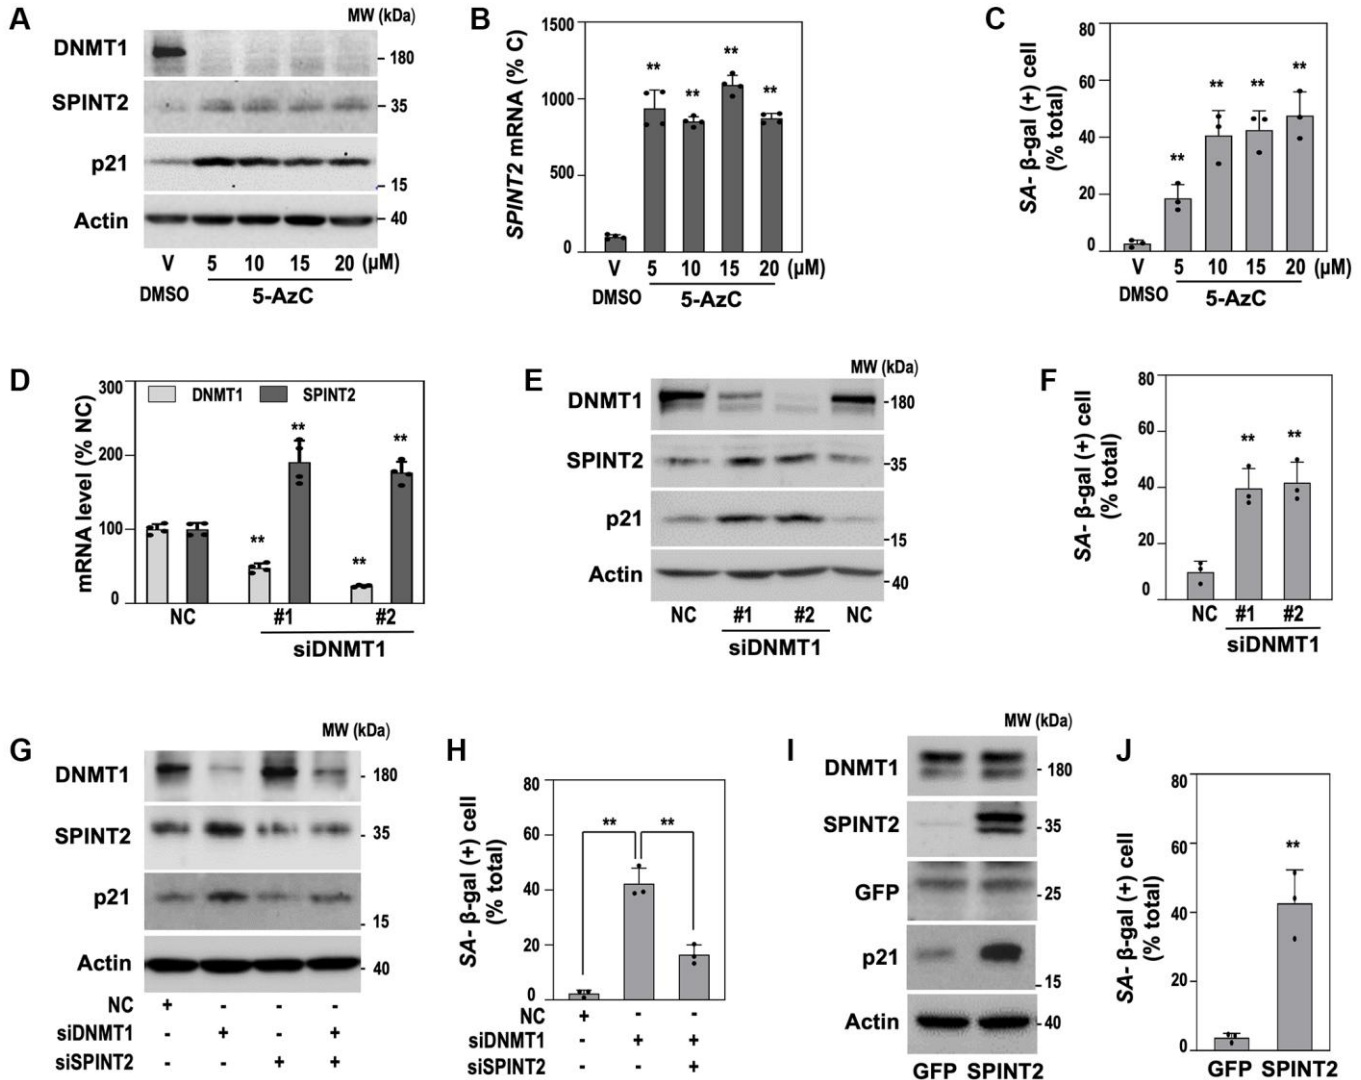 A
MW (kDa)
DNMT1
180
SPINT2
35
p21
15
Actin
40
V 5 10 15 20 (µM)
DMSO 5-AzC
B
SPINT2 mRNA (% C)
1500
1000
500
0
** ** ** **
V 5 10 15 20 (µM)
DMSO 5-AzC
C
SA- β-gal (+) cell
(% total)
80
60
40
20
0
** ** ** **
V 5 10 15 20 (µM)
DMSO 5-AzC
D
mRNA level (% NC)
300
200
100
0
DNMT1 SPINT2
** ** ** **
NC #1 #2
siDNMT1
E
MW (kDa)
DNMT1
180
SPINT2
35
p21
15
Actin
40
NC #1 #2 NC
siDNMT1
F
SA- β-gal (+) cell
(% total)
80
60
40
20
0
** **
NC #1 #2
siDNMT1
G
MW (kDa)
DNMT1
180
SPINT2
35
p21
15
Actin
40
NC + - - -
siDNMT1 - + - +
siSPINT2 - - + +
H
SA- β-gal (+) cell
(% total)
80
60
40
20
0
** **
NC + - -
siDNMT1 - + +
siSPINT2 - - +
I
MW (kDa)
DNMT1
180
SPINT2
35
GFP
25
p21
15
Actin
40
GFP SPINT2
J
SA- β-gal (+) cell
(% total)
80
60
40
20
0
**
GFP SPINT2